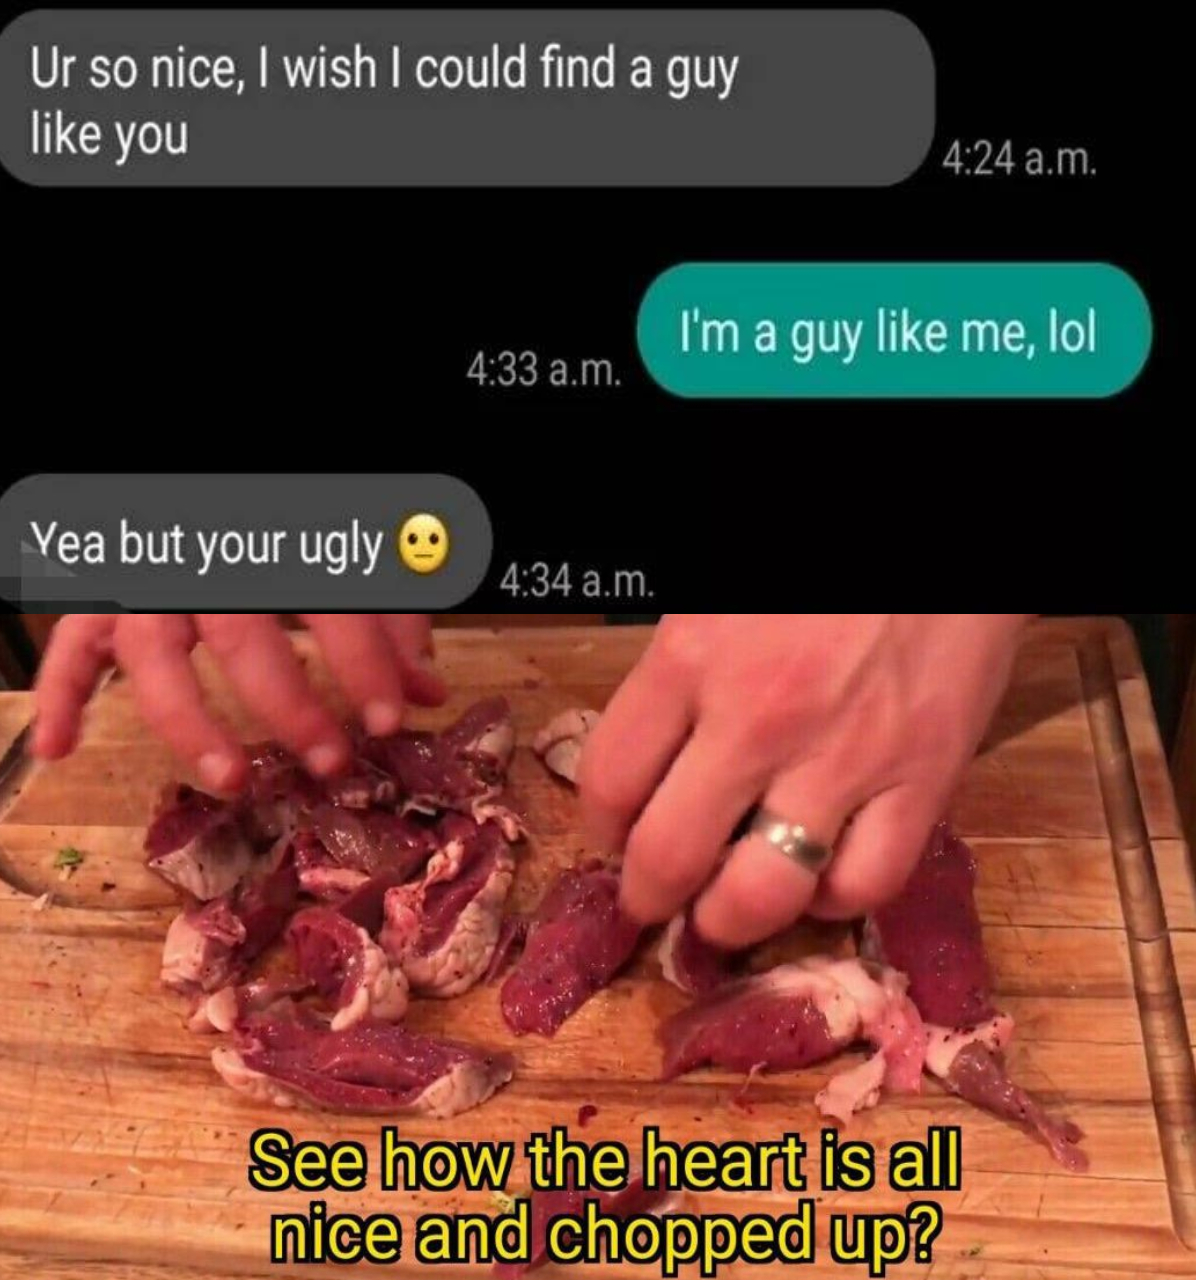 Ur so nice, I wish I could find a guy
like you
4:24 a.m.
I'm a guy like me, lol
4:33 a.m.
Yea but your ugly 😐
4:34 a.m.
See how the heart is all
nice and chopped up?